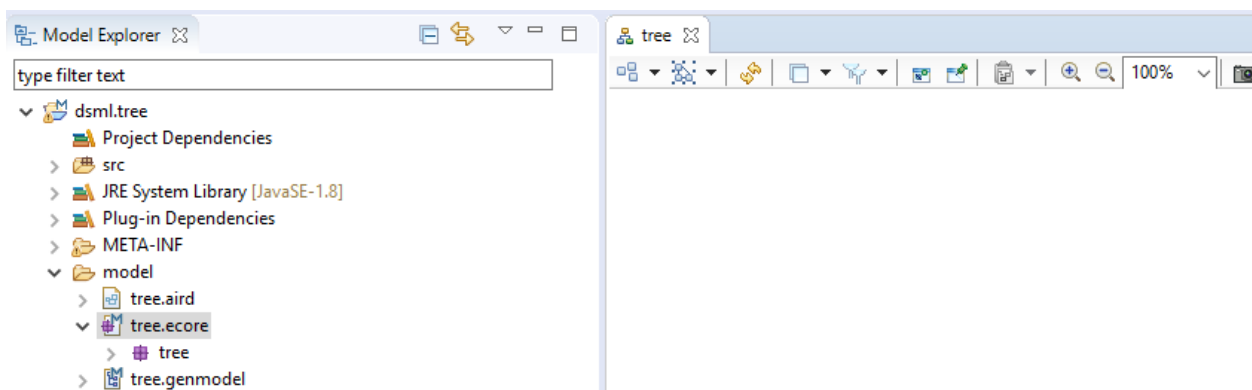 Model Explorer
type filter text
dsml.tree
Project Dependencies
src
JRE System Library [JavaSE-1.8]
Plug-in Dependencies
META-INF
model
tree.aird
tree.ecore
tree
tree.genmodel
tree
100%